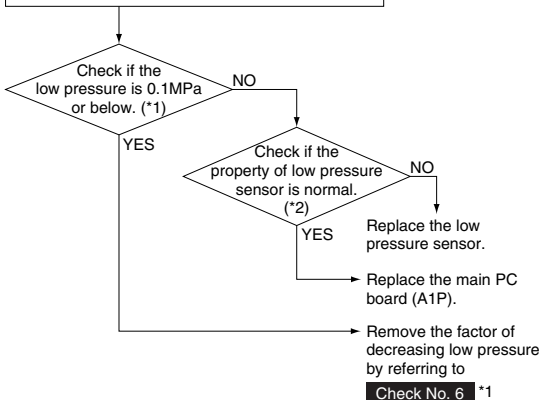 Check if the
low pressure is 0.1MPa
or below. (*1)
NO
YES
Check if the
property of low pressure
sensor is normal.
(*2)
NO
YES
Replace the low
pressure sensor.
Replace the main PC
board (A1P).
Remove the factor of
decreasing low pressure
by referring to
Check No. 6 *1